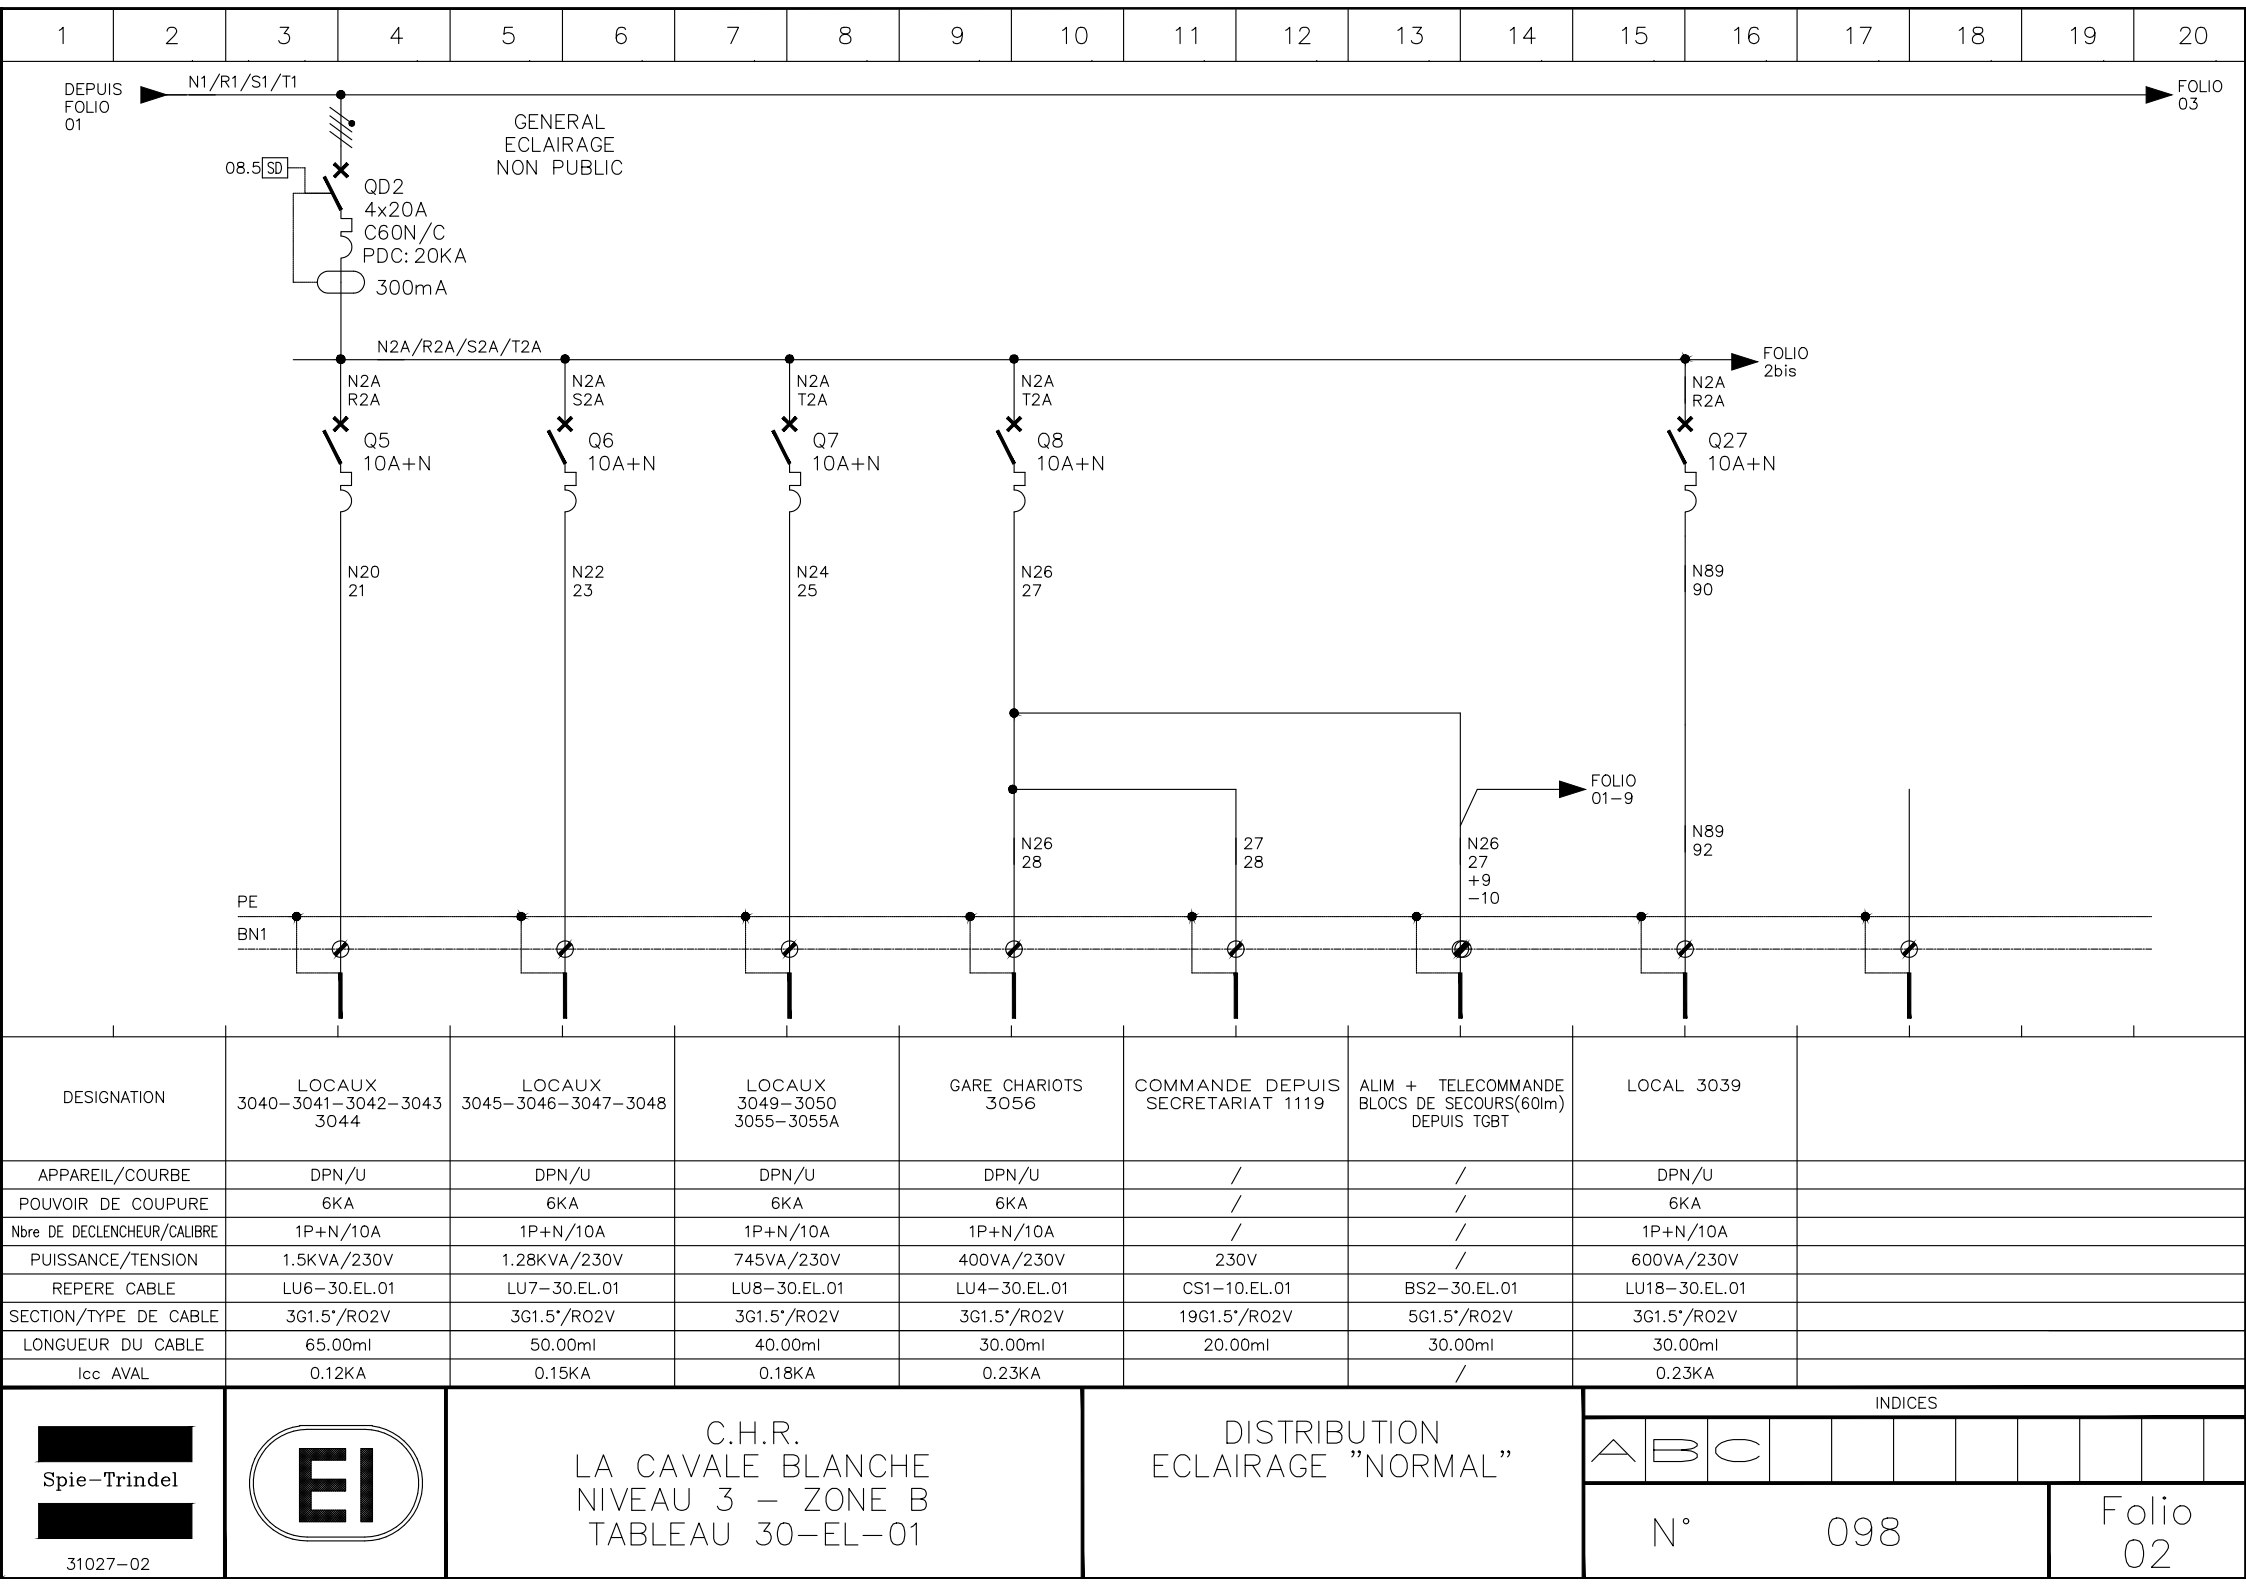 1 2 3 4 5 6 7 8 9 10 11 12 13 14 15 16 17 18 19 20
DEPUIS
FOLIO
01
N1/R1/S1/T1
FOLIO
03
GENERAL
ECLAIRAGE
NON PUBLIC
08.5 SD
QD2
4x20A
C60N/C
PDC: 20KA
300mA
N2A/R2A/S2A/T2A
FOLIO
2bis
N2A
R2A
Q5
10A+N
N20
21
N2A
S2A
Q6
10A+N
N22
23
N2A
T2A
Q7
10A+N
N24
25
N2A
T2A
Q8
10A+N
N26
27
N2A
R2A
Q27
10A+N
N89
90
FOLIO
01-9
N26
28
27
28
N26
27
+9
-10
N89
92
PE
BN1
DESIGNATION
LOCAUX
3040-3041-3042-3043
3044
LOCAUX
3045-3046-3047-3048
LOCAUX
3049-3050
3055-3055A
GARE CHARIOTS
3056
COMMANDE DEPUIS
SECRETARIAT 1119
ALIM + TELECOMMANDE
BLOCS DE SECOURS(60lm)
DEPUIS TGBT
LOCAL 3039
APPAREIL/COURBE DPN/U DPN/U DPN/U DPN/U / / DPN/U
POUVOIR DE COUPURE 6KA 6KA 6KA 6KA / / 6KA
Nbre DE DECLENCHEUR/CALIBRE 1P+N/10A 1P+N/10A 1P+N/10A 1P+N/10A / / 1P+N/10A
PUISSANCE/TENSION 1.5KVA/230V 1.28KVA/230V 745VA/230V 400VA/230V 230V / 600VA/230V
REPERE CABLE LU6-30.EL.01 LU7-30.EL.01 LU8-30.EL.01 LU4-30.EL.01 CS1-10.EL.01 BS2-30.EL.01 LU18-30.EL.01
SECTION/TYPE DE CABLE 3G1.5°/RO2V 3G1.5°/RO2V 3G1.5°/RO2V 3G1.5°/RO2V 19G1.5°/RO2V 5G1.5°/RO2V 3G1.5°/RO2V
LONGUEUR DU CABLE 65.00ml 50.00ml 40.00ml 30.00ml 20.00ml 30.00ml 30.00ml
Icc AVAL 0.12KA 0.15KA 0.18KA 0.23KA / 0.23KA
Spie-Trindel
31027-02
EI
C.H.R.
LA CAVALE BLANCHE
NIVEAU 3 - ZONE B
TABLEAU 30-EL-01
DISTRIBUTION
ECLAIRAGE "NORMAL"
INDICES
A B C
N° 098
Folio
02